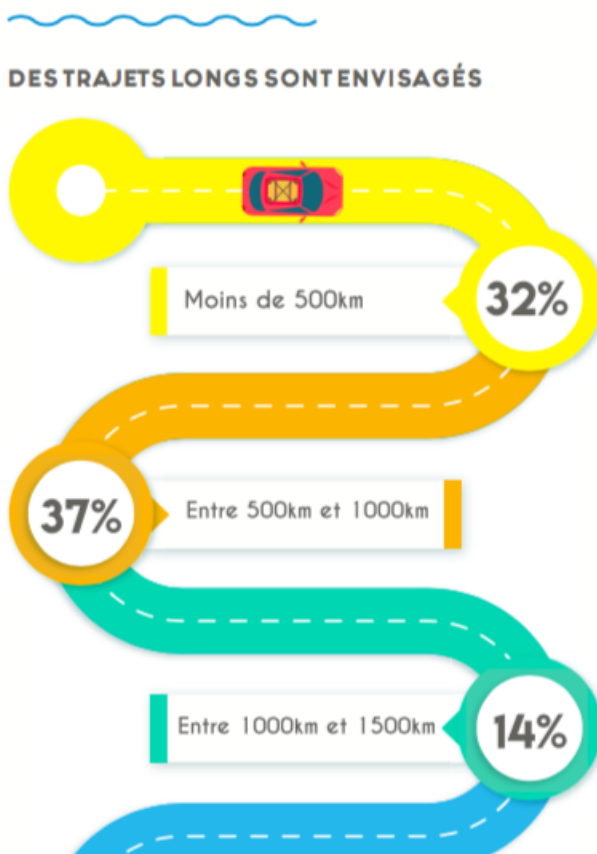 DES TRAJETS LONGS SONT ENVISAGÉS
Moins de 500km
32%
37%
Entre 500km et 1000km
Entre 1000km et 1500km
14%